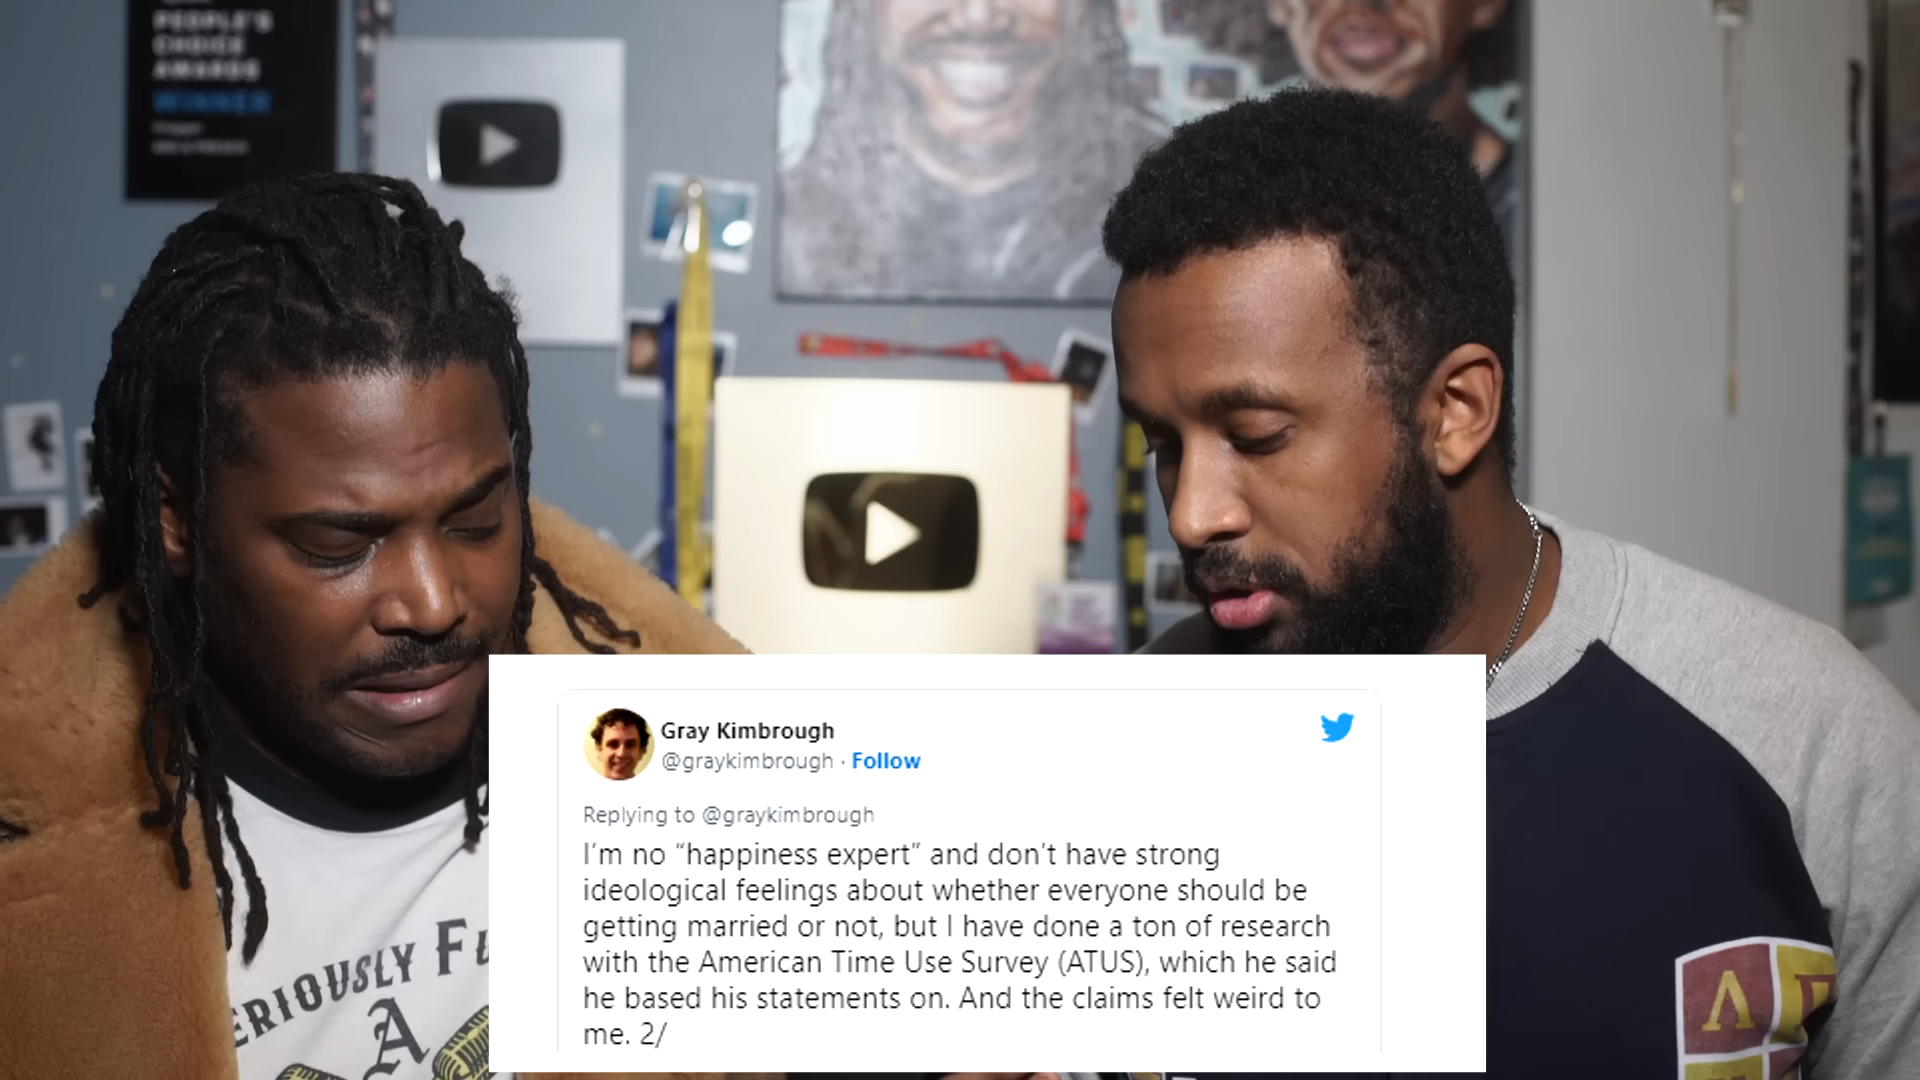 PEOPLE'S
CHOICE
AWARDS
WINNER
Gray Kimbrough
@graykimbrough · Follow
Replying to @graykimbrough
I'm no “happiness expert” and don't have strong
ideological feelings about whether everyone should be
getting married or not, but I have done a ton of research
with the American Time Use Survey (ATUS), which he said
he based his statements on. And the claims felt weird to
me. 2/
ERIOUSLY FU
A
Λ